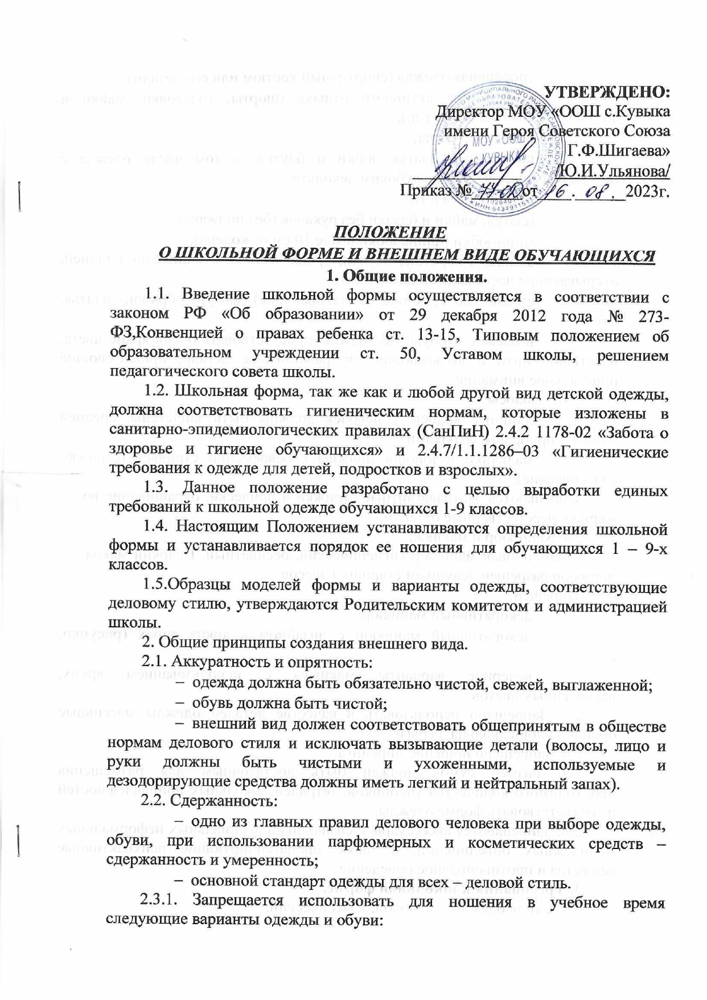 УТВЕРЖДЕНО:
Директор МОУ «ООШ с.Кувыка
имени Героя Советского Союза
Г.Ф.Шигаева»
/Ю.И.Ульянова/
Приказ № от 16 . 08 . 2023г.
МОУ «ООШ
с.КУВЫКА»
ПОЛОЖЕНИЕ
О ШКОЛЬНОЙ ФОРМЕ И ВНЕШНЕМ ВИДЕ ОБУЧАЮЩИХСЯ
1. Общие положения.
1.1. Введение школьной формы осуществляется в соответствии с
законом РФ «Об образовании» от 29 декабря 2012 года № 273-
ФЗ,Конвенцией о правах ребенка ст. 13-15, Типовым положением об
образовательном учреждении ст. 50, Уставом школы, решением
педагогического совета школы.
1.2. Школьная форма, так же как и любой другой вид детской одежды,
должна соответствовать гигиеническим нормам, которые изложены в
санитарно-эпидемиологических правилах (СанПиН) 2.4.2 1178-02 «Забота о
здоровье и гигиене обучающихся» и 2.4.7/1.1.1286–03 «Гигиенические
требования к одежде для детей, подростков и взрослых».
1.3. Данное положение разработано с целью выработки единых
требований к школьной одежде обучающихся 1-9 классов.
1.4. Настоящим Положением устанавливаются определения школьной
формы и устанавливается порядок ее ношения для обучающихся 1 – 9-х
классов.
1.5.Образцы моделей формы и варианты одежды, соответствующие
деловому стилю, утверждаются Родительским комитетом и администрацией
школы.
2. Общие принципы создания внешнего вида.
2.1. Аккуратность и опрятность:
– одежда должна быть обязательно чистой, свежей, выглаженной;
– обувь должна быть чистой;
– внешний вид должен соответствовать общепринятым в обществе
нормам делового стиля и исключать вызывающие детали (волосы, лицо и
руки должны быть чистыми и ухоженными, используемые и
дезодорирующие средства должны иметь легкий и нейтральный запах).
2.2. Сдержанность:
– одно из главных правил делового человека при выборе одежды,
обуви, при использовании парфюмерных и косметических средств –
сдержанность и умеренность;
– основной стандарт одежды для всех – деловой стиль.
2.3.1. Запрещается использовать для ношения в учебное время
следующие варианты одежды и обуви: